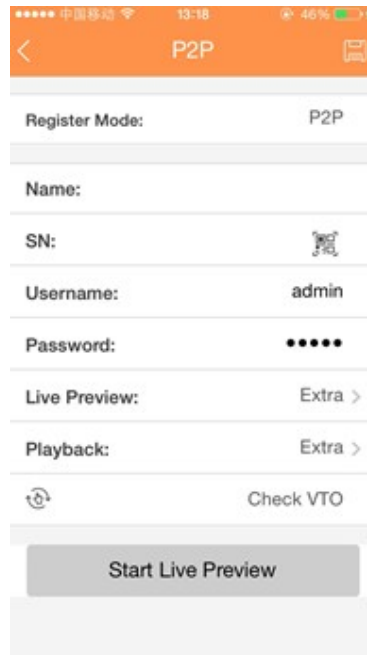 中国移动 13:18 46%
P2P
Register Mode: P2P
Name:
SN:
Username: admin
Password: •••••
Live Preview: Extra
Playback: Extra
Check VTO
Start Live Preview